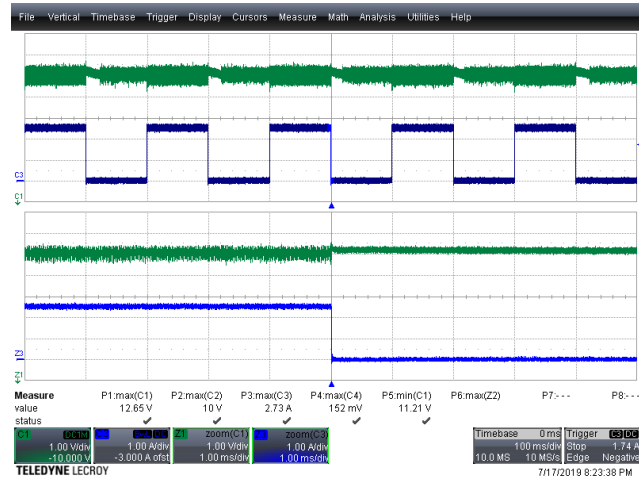 File Vertical Timebase Trigger Display Cursors Measure Math Analysis Utilities Help
C3
C1
Z3
Z1
Measure P1:max(C1) P2:max(C2) P3:max(C3) P4:max(C4) P5:min(C1) P6:max(Z2) P7:--- P8:---
value 12.65 V 10 V 2.73 A 152 mV 11.21 V
status
C1 DC1M Z1 zoom(C1) zoom(C3) Timebase 0 ms Trigger C3 DC
1.00 V/div 1.00 A/div 1.00 V/div 1.00 A/div 100 ms/div Stop 1.74 A
-10.000 V -3.000 A ofst 1.00 ms/div 1.00 ms/div 10.0 MS 10 MS/s Edge Negative
TELEDYNE LECROY 7/17/2019 8:23:38 PM